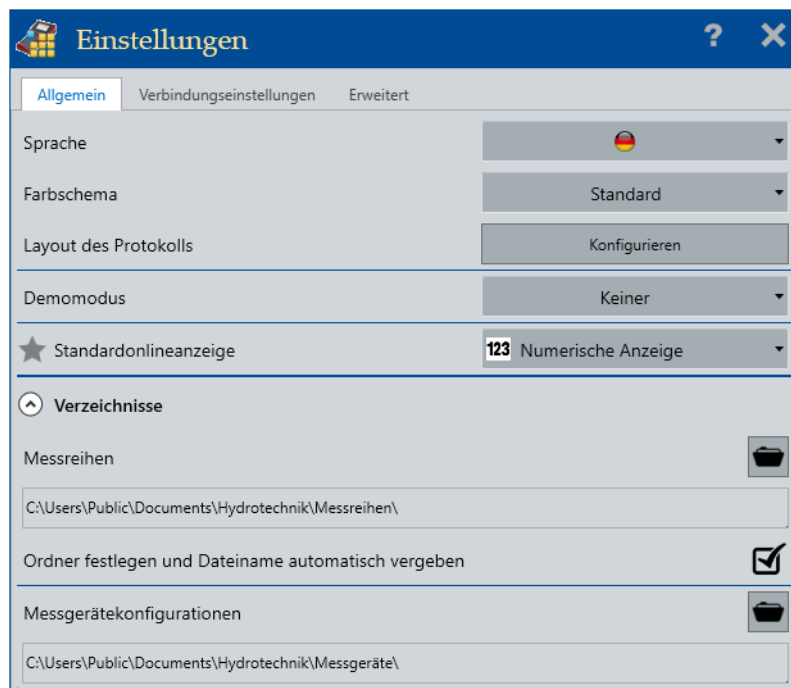 Einstellungen ?
Allgemein Verbindungseinstellungen Erweitert
Sprache
Farbschema Standard
Layout des Protokolls Konfigurieren
Demomodus Keiner
Standardonlineanzeige 123 Numerische Anzeige
Verzeichnisse
Messreihen
C:\Users\Public\Documents\Hydrotechnik\Messreihen\
Ordner festlegen und Dateiname automatisch vergeben
Messgerätekonfigurationen
C:\Users\Public\Documents\Hydrotechnik\Messgeräte\